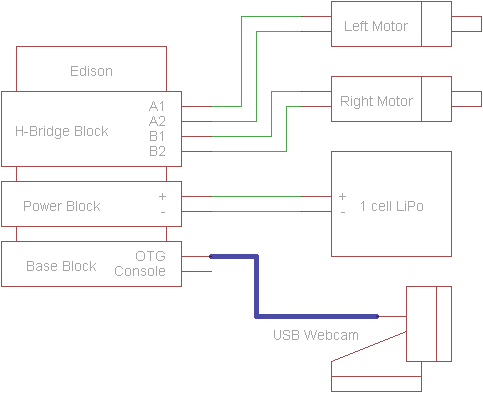 Left Motor
Edison
Right Motor
A1
A2
H-Bridge Block
B1
B2
+
-
Power Block
+
-
1 cell LiPo
OTG
Base Block
Console
USB Webcam